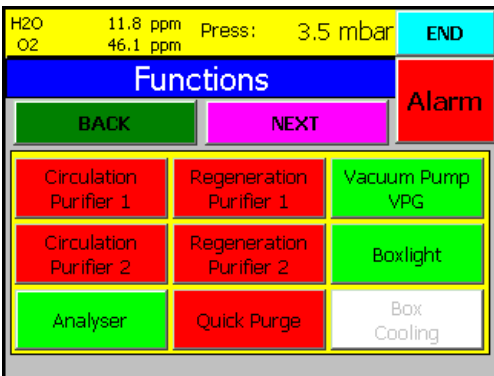 H2O 11.8 ppm Press: 3.5 mbar END
O2 46.1 ppm
Functions
Alarm
BACK NEXT
Circulation Purifier 1
Regeneration Purifier 1
Vacuum Pump VPG
Circulation Purifier 2
Regeneration Purifier 2
Boxlight
Analyser
Quick Purge
Box Cooling